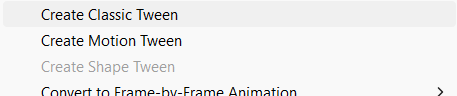 Create Classic Tween
Create Motion Tween
Create Shape Tween
Convert to Frame-by-Frame Animation